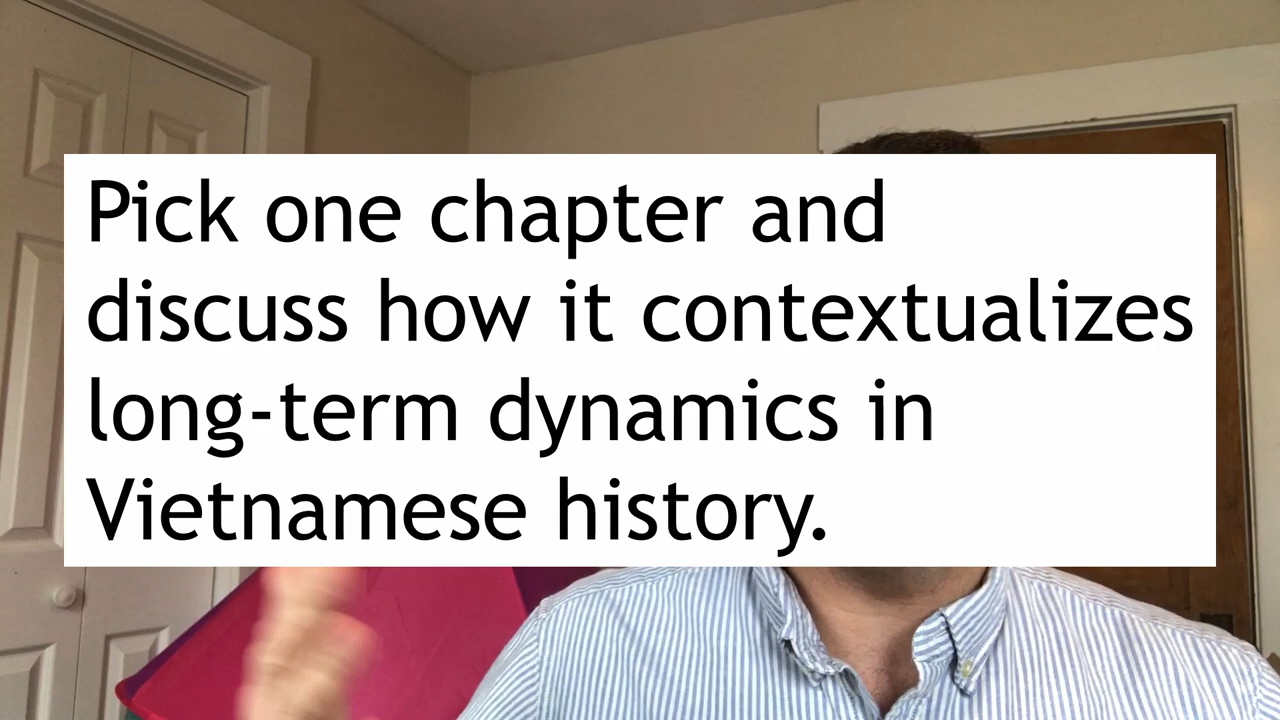 Pick one chapter and
discuss how it contextualizes
long-term dynamics in
Vietnamese history.